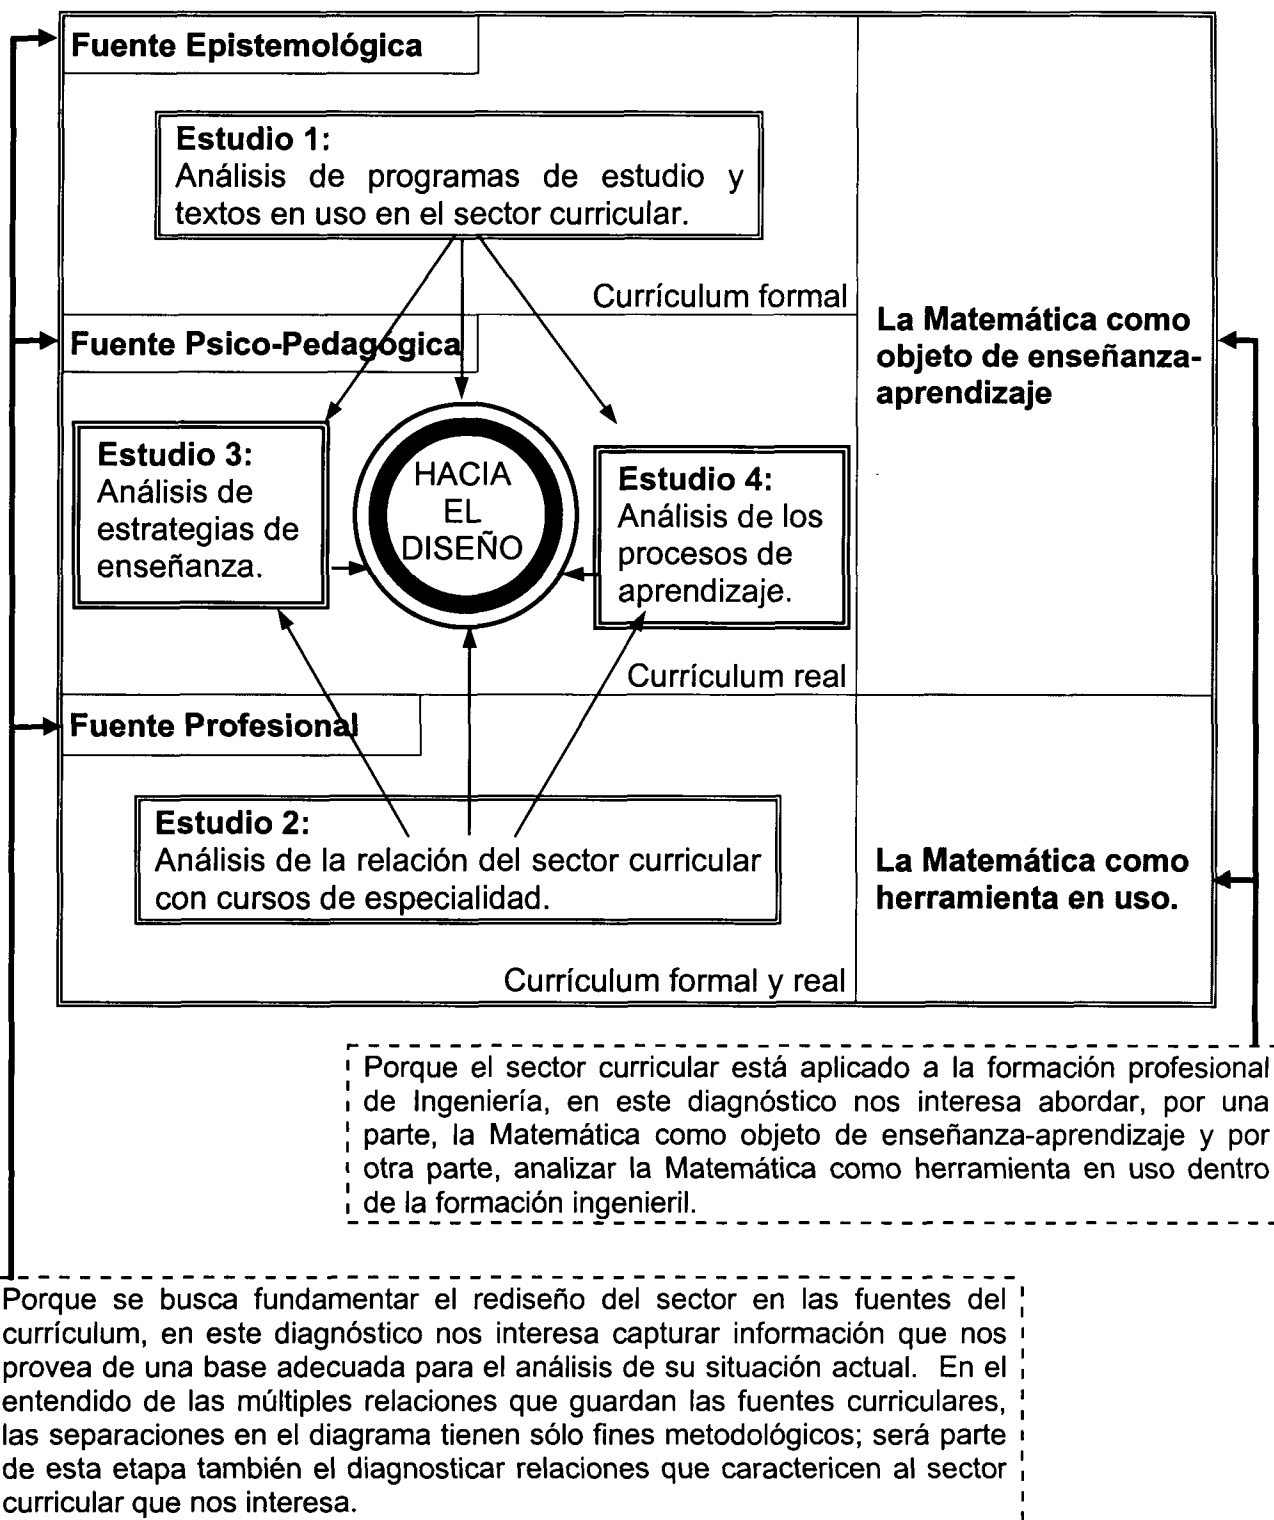 Fuente Epistemológica
Estudio 1:
Análisis de programas de estudio y
textos en uso en el sector curricular.
Currículum formal
La Matemática como
objeto de enseñanza-
aprendizaje
Fuente Psico-Pedagógica
Estudio 3:
Análisis de
estrategias de
enseñanza.
HACIA
EL
DISEÑO
Estudio 4:
Análisis de los
procesos de
aprendizaje.
Currículum real
Fuente Profesional
Estudio 2:
Análisis de la relación del sector curricular
con cursos de especialidad.
La Matemática como
herramienta en uso.
Currículum formal y real
Porque el sector curricular está aplicado a la formación profesional
de Ingeniería, en este diagnóstico nos interesa abordar, por una
parte, la Matemática como objeto de enseñanza-aprendizaje y por
otra parte, analizar la Matemática como herramienta en uso dentro
de la formación ingenieril.
Porque se busca fundamentar el rediseño del sector en las fuentes del
currículum, en este diagnóstico nos interesa capturar información que nos
provea de una base adecuada para el análisis de su situación actual. En el
entendido de las múltiples relaciones que guardan las fuentes curriculares,
las separaciones en el diagrama tienen sólo fines metodológicos; será parte
de esta etapa también el diagnosticar relaciones que caractericen al sector
curricular que nos interesa.